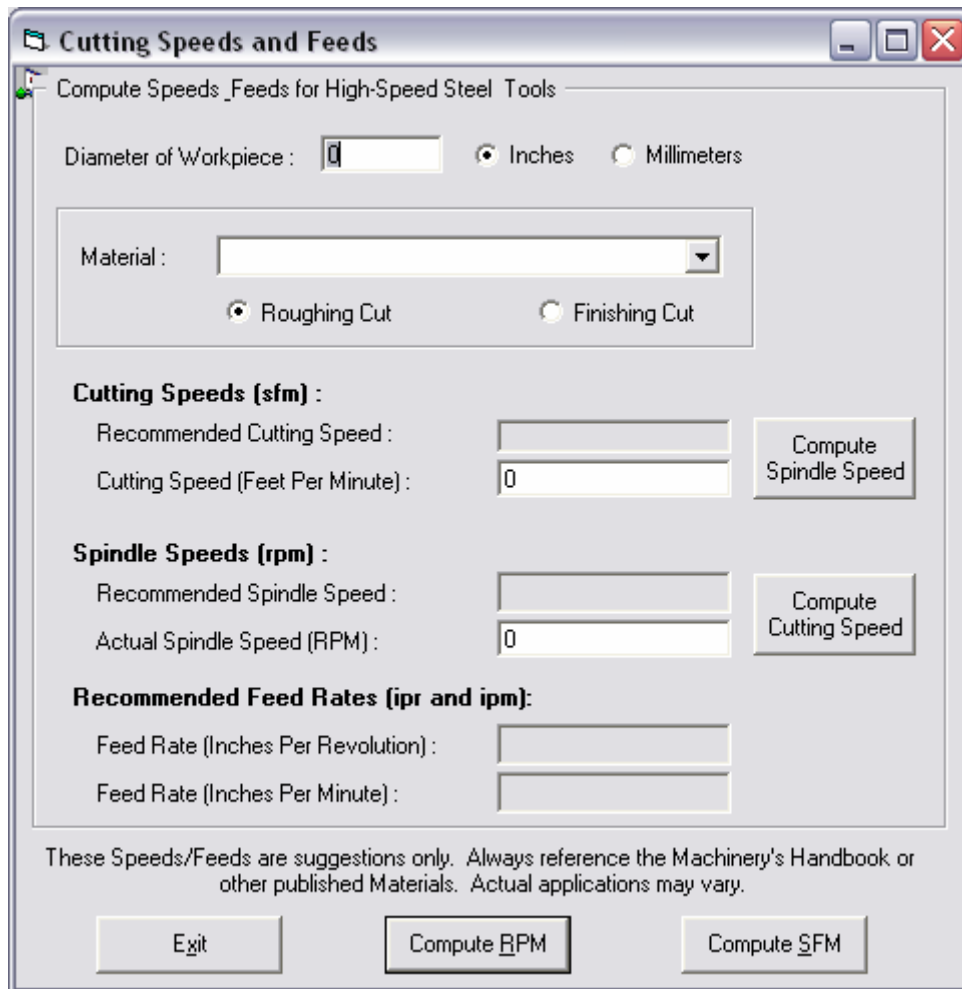 Cutting Speeds and Feeds
Compute Speeds _Feeds for High-Speed Steel Tools
Diameter of Workpiece : 0 Inches Millimeters
Material :
Roughing Cut Finishing Cut
Cutting Speeds (sfm) :
Recommended Cutting Speed :
Cutting Speed (Feet Per Minute) : 0
Compute
Spindle Speed
Spindle Speeds (rpm) :
Recommended Spindle Speed :
Actual Spindle Speed (RPM) : 0
Compute
Cutting Speed
Recommended Feed Rates (ipr and ipm):
Feed Rate (Inches Per Revolution) :
Feed Rate (Inches Per Minute) :
These Speeds/Feeds are suggestions only. Always reference the Machinery's Handbook or
other published Materials. Actual applications may vary.
Exit Compute RPM Compute SFM